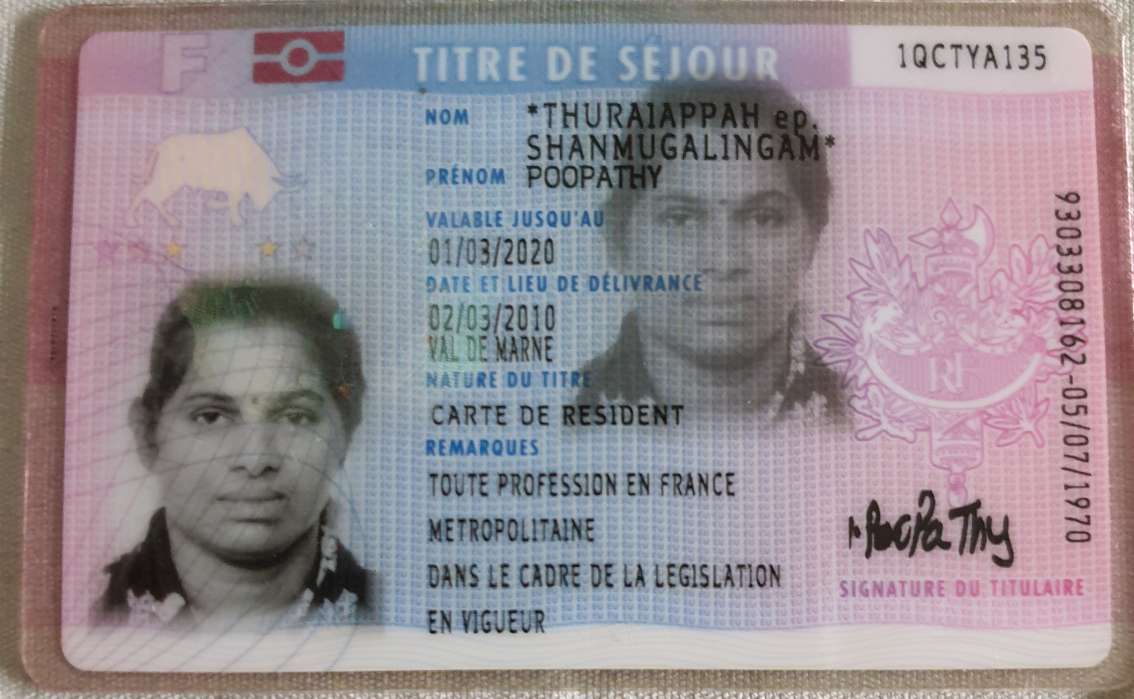 F
TITRE DE SÉJOUR
1QCTYA135
NOM *THURAIAPPAH ep.
SHANMUGALINGAM*
PRÉNOM POOPATHY
VALABLE JUSQU'AU
01/03/2020
DATE ET LIEU DE DÉLIVRANCE
02/03/2010
VAL DE MARNE
NATURE DU TITRE
CARTE DE RESIDENT
REMARQUES
TOUTE PROFESSION EN FRANCE
METROPOLITAINE
DANS LE CADRE DE LA LEGISLATION
EN VIGUEUR
RF
9303308162-05/07/1970
PooPaThy
SIGNATURE DU TITULAIRE